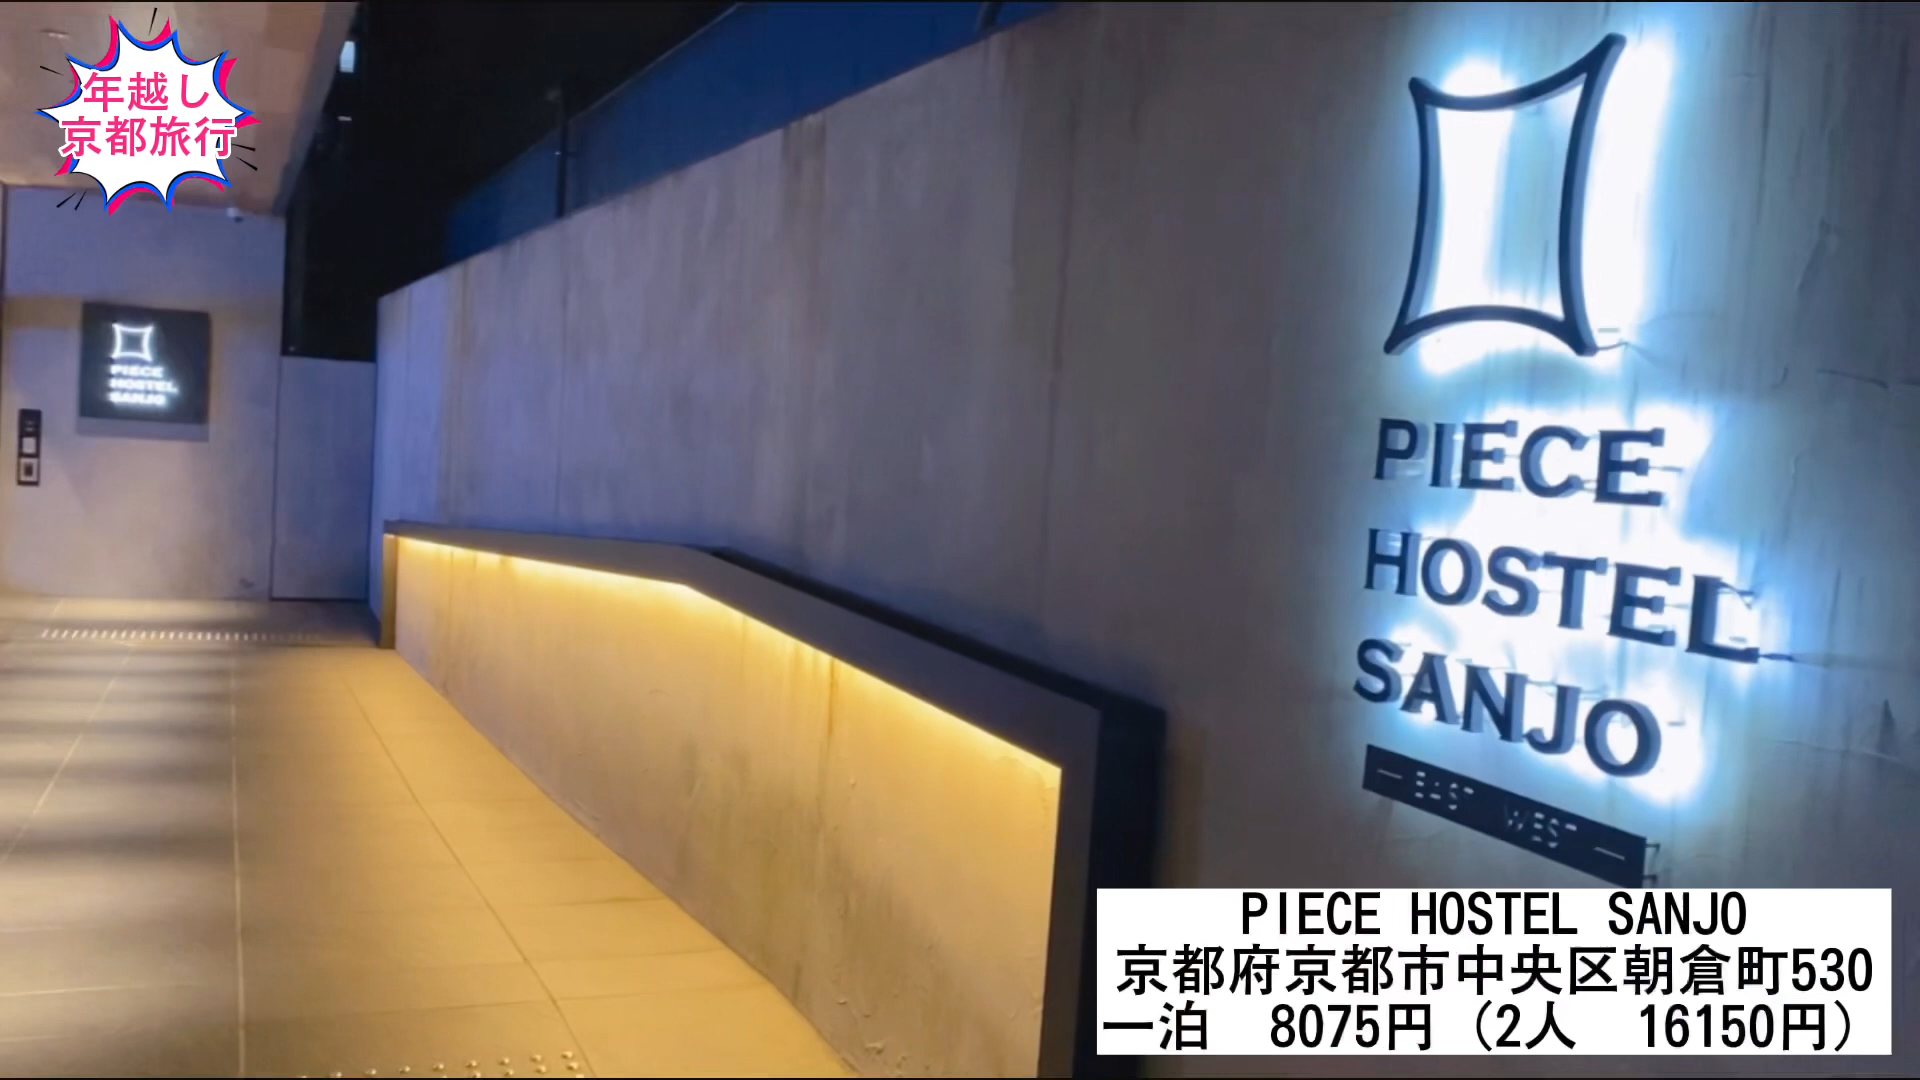 年越し
京都旅行
PIECE
HOSTEL
SANJO
PIECE
HOSTEL
SANJO
EAST WEST
PIECE HOSTEL SANJO
京都府京都市中央区朝倉町530
一泊　8075円（2人　16150円）